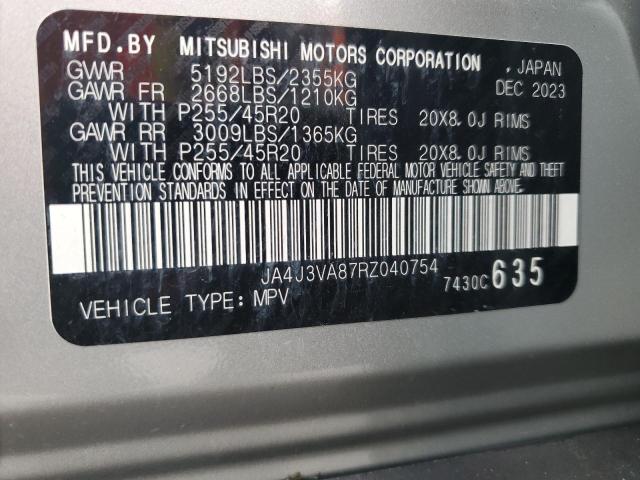 MFD.BY MITSUBISHI MOTORS CORPORATION, JAPAN
GVWR 5192LBS/2355KG DEC 2023
GAWR FR 2668LBS/1210KG
WITH P255/45R20 TIRES 20X8.0J RIMS
GAWR RR 3009LBS/1365KG
WITH P255/45R20 TIRES 20X8.0J RIMS
THIS VEHICLE CONFORMS TO ALL APPLICABLE FEDERAL MOTOR VEHICLE SAFETY AND THEFT
PREVENTION STANDARDS IN EFFECT ON THE DATE OF MANUFACTURE SHOWN ABOVE.
JA4J3VA87RZ040754
VEHICLE TYPE: MPV 7430C635